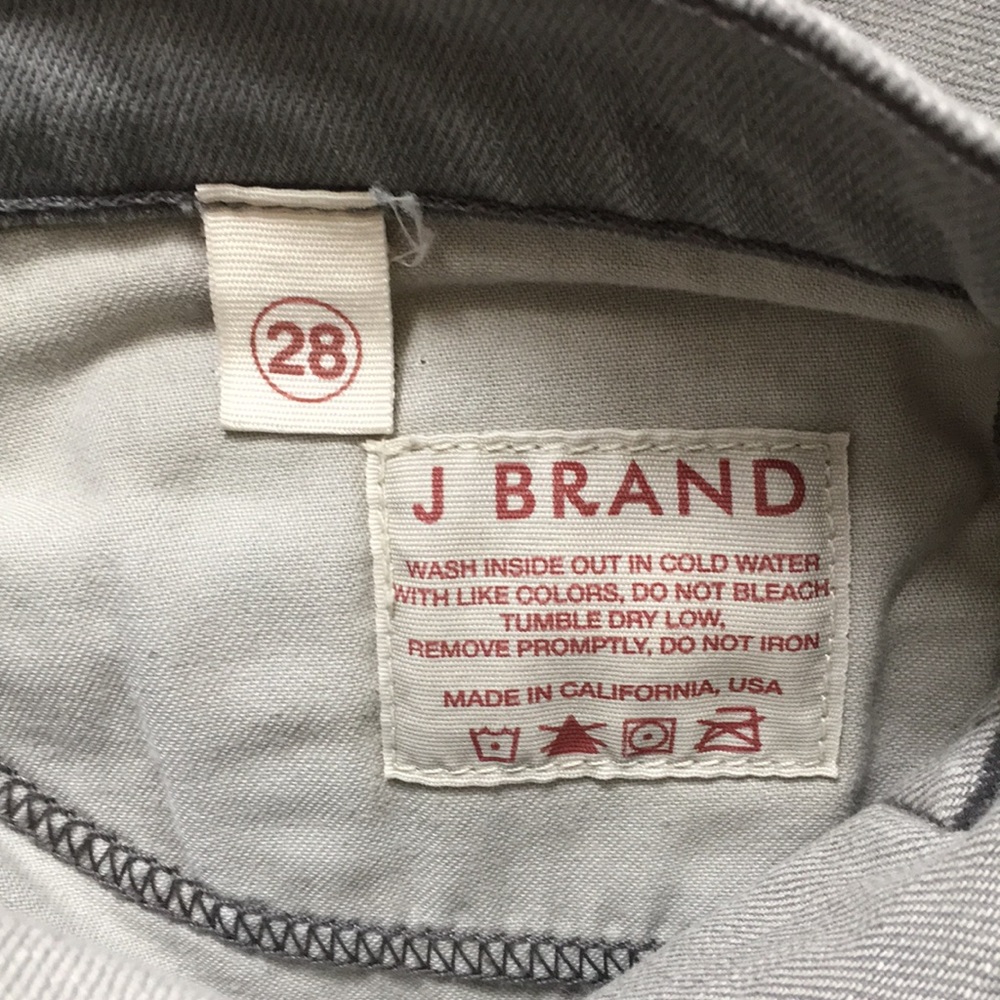 28
J BRAND
WASH INSIDE OUT IN COLD WATER
WITH LIKE COLORS, DO NOT BLEACH
TUMBLE DRY LOW,
REMOVE PROMPTLY, DO NOT IRON
MADE IN CALIFORNIA, USA